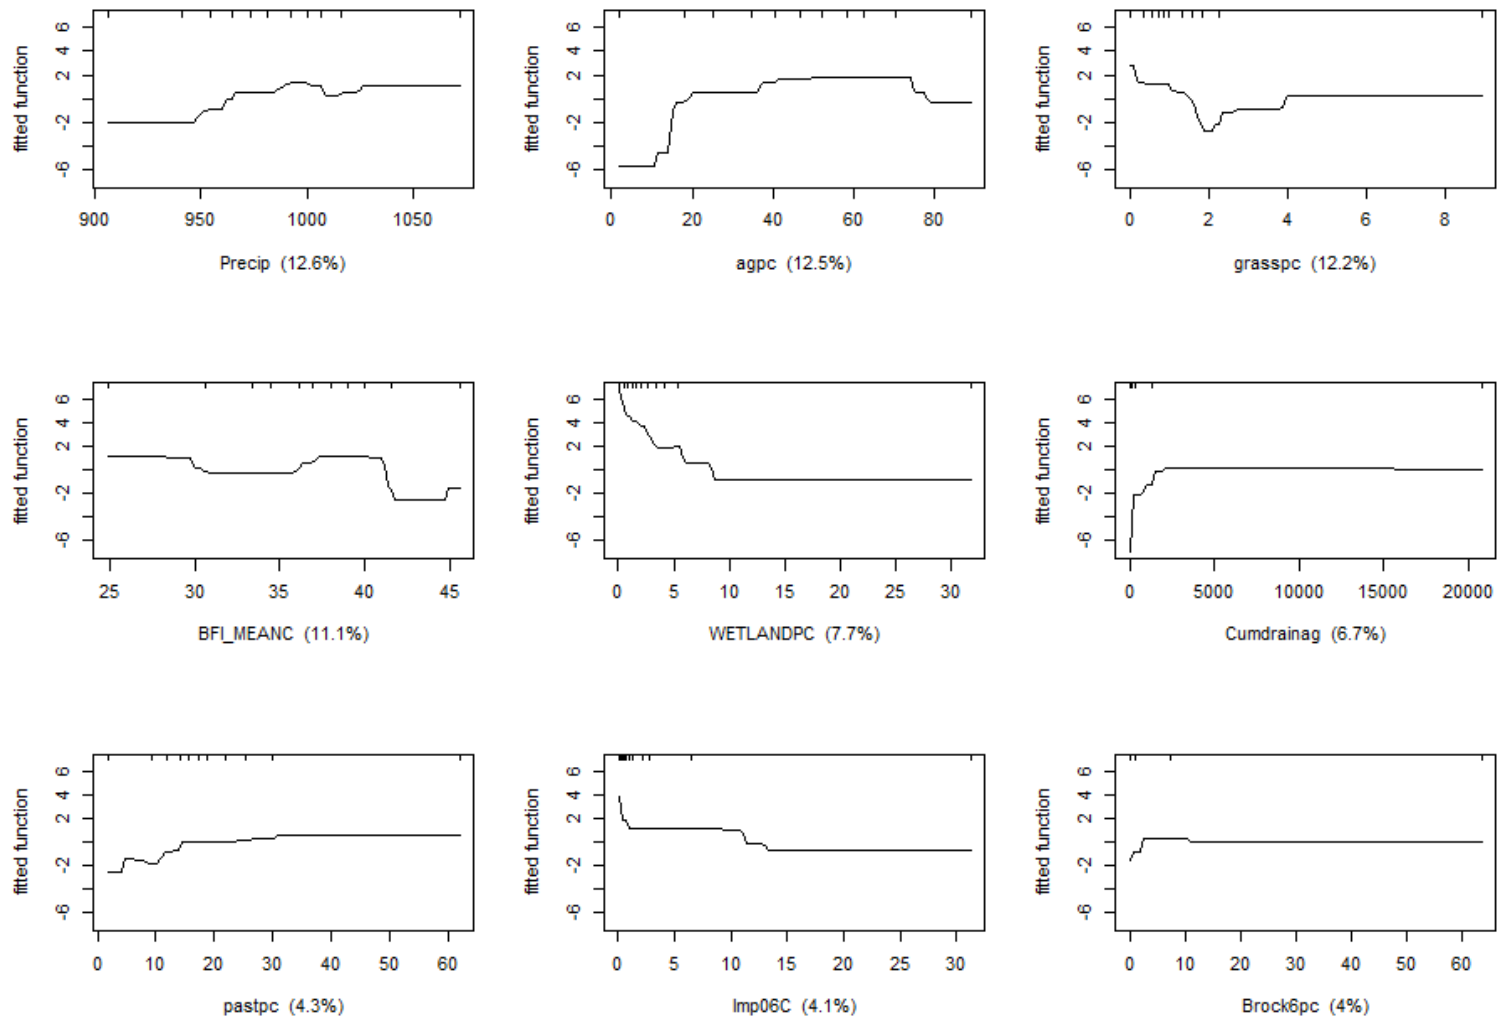 fitted function
6
4
2
-2
-6
900 950 1000 1050
Precip (12.6%)
fitted function
6
4
2
-2
-6
0 20 40 60 80
agpc (12.5%)
fitted function
6
4
2
-2
-6
0 2 4 6 8
grasspc (12.2%)
fitted function
6
4
2
-2
-6
25 30 35 40 45
BFI_MEANC (11.1%)
fitted function
6
4
2
-2
-6
0 5 10 15 20 25 30
WETLANDPC (7.7%)
fitted function
6
4
2
-2
-6
0 5000 10000 15000 20000
Cumdrainag (6.7%)
fitted function
6
4
2
-2
-6
0 10 20 30 40 50 60
pastpc (4.3%)
fitted function
6
4
2
-2
-6
0 5 10 15 20 25 30
Imp06C (4.1%)
fitted function
6
4
2
-2
-6
0 10 20 30 40 50 60
Brock6pc (4%)